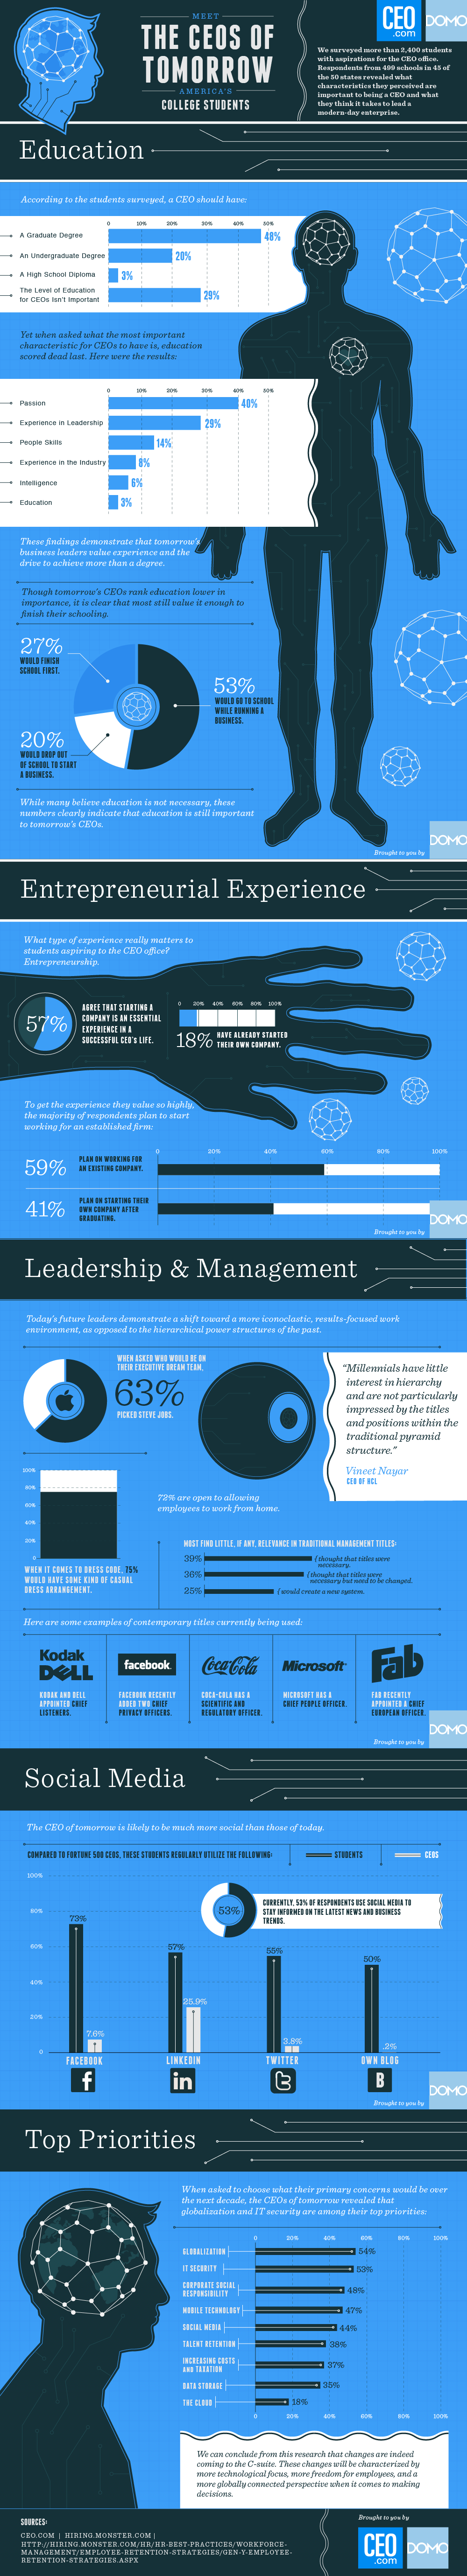 MEET
THE CEOS OF
TOMORROW
AMERICA'S
COLLEGE STUDENTS
CEO
.com
DOMO
We surveyed more than 2,400 students
with aspirations for the CEO office.
Respondents from 499 schools in 45 of
the 50 states revealed what
characteristics they perceived are
important to being a CEO and what
they think it takes to lead a
modern-day enterprise.
Education
According to the students surveyed, a CEO should have:
0 10% 20% 30% 40% 50%
A Graduate Degree 48%
An Undergraduate Degree 20%
A High School Diploma 3%
The Level of Education
for CEOs Isn't Important 29%
Yet when asked what the most important
characteristic for CEOs to have is, education
scored dead last. Here were the results:
0 10% 20% 30% 40% 50%
Passion 40%
Experience in Leadership 29%
People Skills 14%
Experience in the Industry 8%
Intelligence 6%
Education 3%
These findings demonstrate that tomorrow's
business leaders value experience and the
drive to achieve more than a degree.
Though tomorrow's CEOs rank education lower in
importance, it is clear that most still value it enough to
finish their schooling.
27%
WOULD FINISH
SCHOOL FIRST.
53%
WOULD GO TO SCHOOL
WHILE RUNNING A
BUSINESS.
20%
WOULD DROP OUT
OF SCHOOL TO START
A BUSINESS.
While many believe education is not necessary, these
numbers clearly indicate that education is still important
to tomorrow's CEOs.
Brought to you by
DOMO
Entrepreneurial Experience
What type of experience really matters to
students aspiring to the CEO office?
Entrepreneurship.
57%
AGREE THAT STARTING A
COMPANY IS AN ESSENTIAL
EXPERIENCE IN A
SUCCESSFUL CEO'S LIFE.
0 20% 40% 60% 80% 100%
18% HAVE ALREADY STARTED
THEIR OWN COMPANY.
To get the experience they value so highly,
the majority of respondents plan to start
working for an established firm:
0 20% 40% 60% 80% 100%
59% PLAN ON WORKING FOR
AN EXISTING COMPANY.
41% PLAN ON STARTING THEIR
OWN COMPANY AFTER
GRADUATING.
Brought to you by
DOMO
Leadership & Management
Today's future leaders demonstrate a shift toward a more iconoclastic, results-focused work
environment, as opposed to the hierarchical power structures of the past.
WHEN ASKED WHO WOULD BE ON
THEIR EXECUTIVE DREAM TEAM,
63%
PICKED STEVE JOBS.
"Millennials have little
interest in hierarchy
and are not particularly
impressed by the titles
and positions within the
traditional pyramid
structure."
Vineet Nayar
CEO OF HCL
100%
80%
60%
40%
20%
0
WHEN IT COMES TO DRESS CODE, 75%
WOULD HAVE SOME KIND OF CASUAL
DRESS ARRANGEMENT.
72% are open to allowing
employees to work from home.
MOST FIND LITTLE, IF ANY, RELEVANCE IN TRADITIONAL MANAGEMENT TITLES:
39% (thought that titles were
necessary.
36% (thought that titles were
necessary but need to be changed.
25% (would create a new system.
Here are some examples of contemporary titles currently being used:
Kodak
DELL
KODAK AND DELL
APPOINTED CHIEF
LISTENERS.
facebook
FACEBOOK RECENTLY
ADDED TWO CHIEF
PRIVACY OFFICERS.
Coca-Cola
COCA-COLA HAS A
SCIENTIFIC AND
REGULATORY OFFICER.
Microsoft
MICROSOFT HAS A
CHIEF PEOPLE OFFICER.
Fab
FAB RECENTLY
APPOINTED A CHIEF
EUROPEAN OFFICER.
Brought to you by
DOMO
Social Media
The CEO of tomorrow is likely to be much more social than those of today.
COMPARED TO FORTUNE 500 CEOS, THESE STUDENTS REGULARLY UTILIZE THE FOLLOWING:
STUDENTS
CEOS
100%
80%
60%
40%
20%
0
53%
CURRENTLY, 53% OF RESPONDENTS USE SOCIAL MEDIA TO
STAY INFORMED ON THE LATEST NEWS AND BUSINESS
TRENDS.
73% 7.6%
57% 25.9%
55% 3.8%
50% .2%
FACEBOOK LINKEDIN TWITTER OWN BLOG
f in t B
Brought to you by
DOMO
Top Priorities
When asked to choose what their primary concerns would be over
the next decade, the CEOs of tomorrow revealed that
globalization and IT security are among their top priorities:
0 20% 40% 60% 80% 100%
GLOBALIZATION 54%
IT SECURITY 53%
CORPORATE SOCIAL
RESPONSIBILITY 48%
MOBILE TECHNOLOGY 47%
SOCIAL MEDIA 44%
TALENT RETENTION 38%
INCREASING COSTS
AND TAXATION 37%
DATA STORAGE 35%
THE CLOUD 18%
0 20% 40% 60% 80% 100%
We can conclude from this research that changes are indeed
coming to the C-suite. These changes will be characterized by
more technological focus, more freedom for employees, and a
more globally connected perspective when it comes to making
decisions.
SOURCES:
CEO.COM | HIRING.MONSTER.COM |
HTTP://HIRING.MONSTER.COM/HR/HR-BEST-PRACTICES/WORKFORCE-
MANAGEMENT/EMPLOYEE-RETENTION-STRATEGIES/GEN-Y-EMPLOYEE-
RETENTION-STRATEGIES.ASPX
Brought to you by
CEO
.com
DOMO